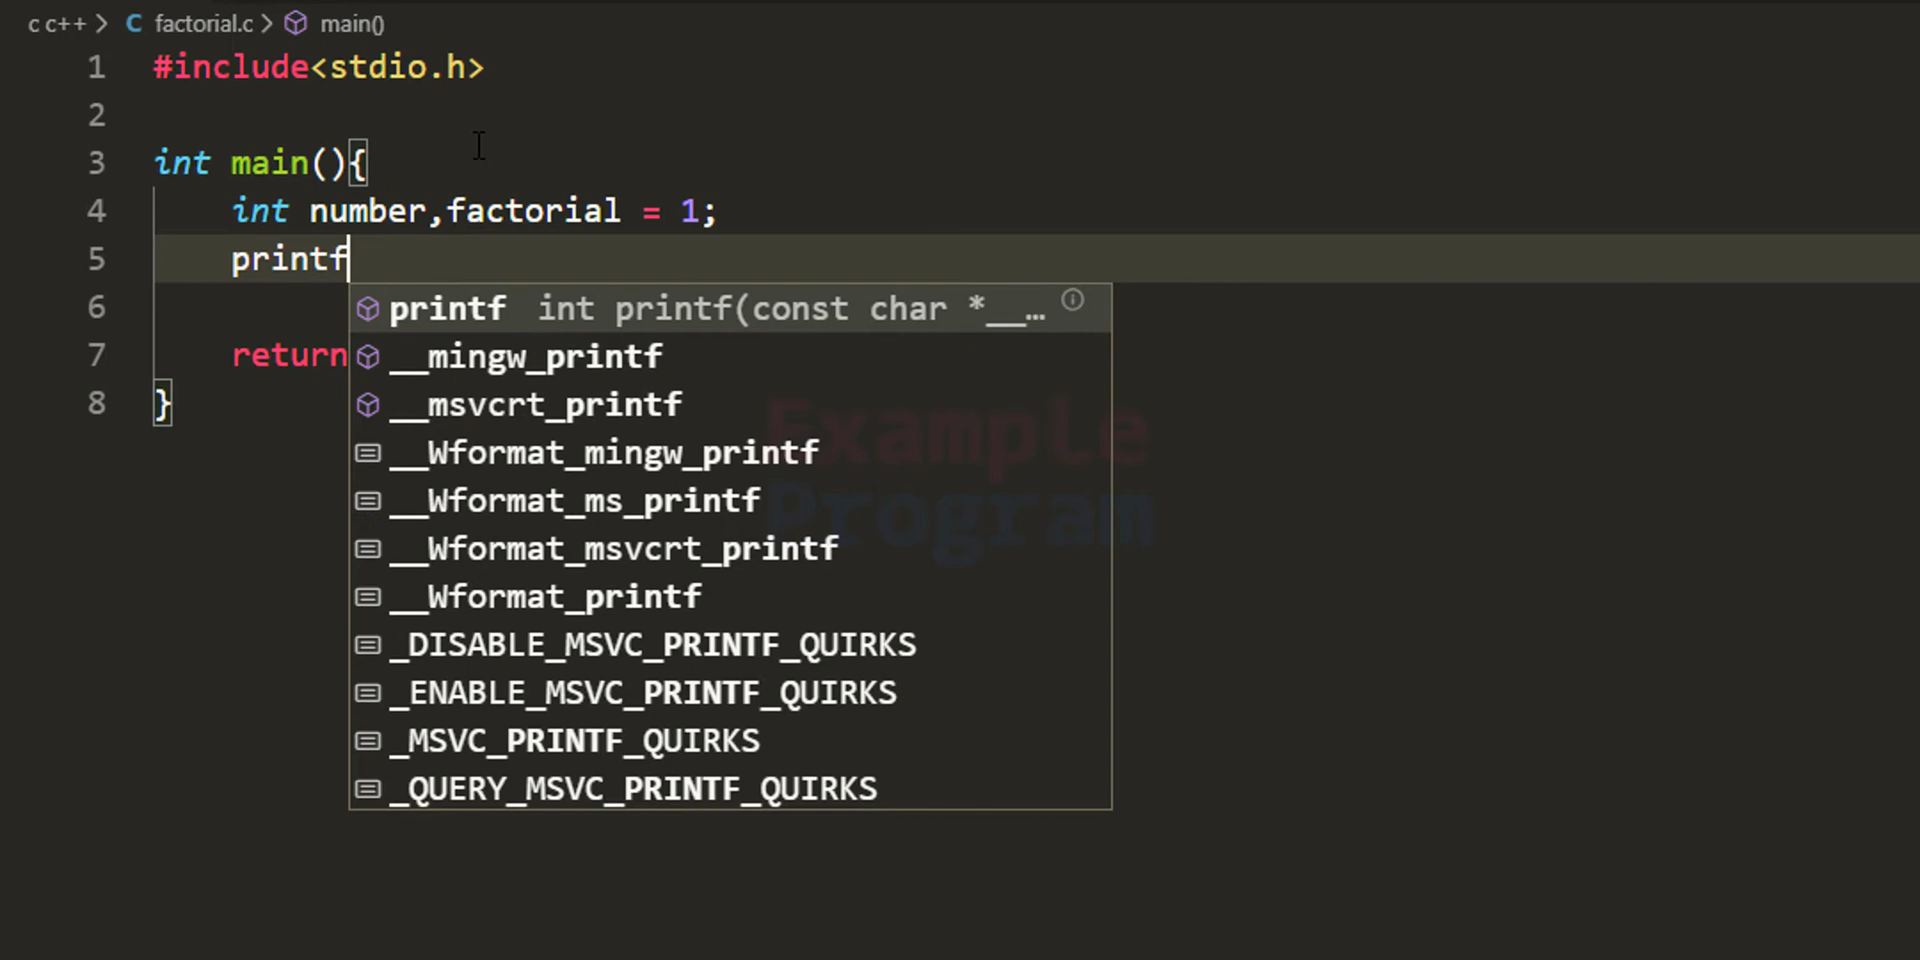 c c++ > C factorial.c > main()
1 #include<stdio.h>
2
3 int main(){
4 int number,factorial = 1;
5 printf
printf int printf(const char *__…
6
__mingw_printf
7 return
__msvcrt_printf
8 }
__Wformat_mingw_printf
__Wformat_ms_printf
__Wformat_msvcrt_printf
__Wformat_printf
_DISABLE_MSVC_PRINTF_QUIRKS
_ENABLE_MSVC_PRINTF_QUIRKS
_MSVC_PRINTF_QUIRKS
_QUERY_MSVC_PRINTF_QUIRKS
Example
Program